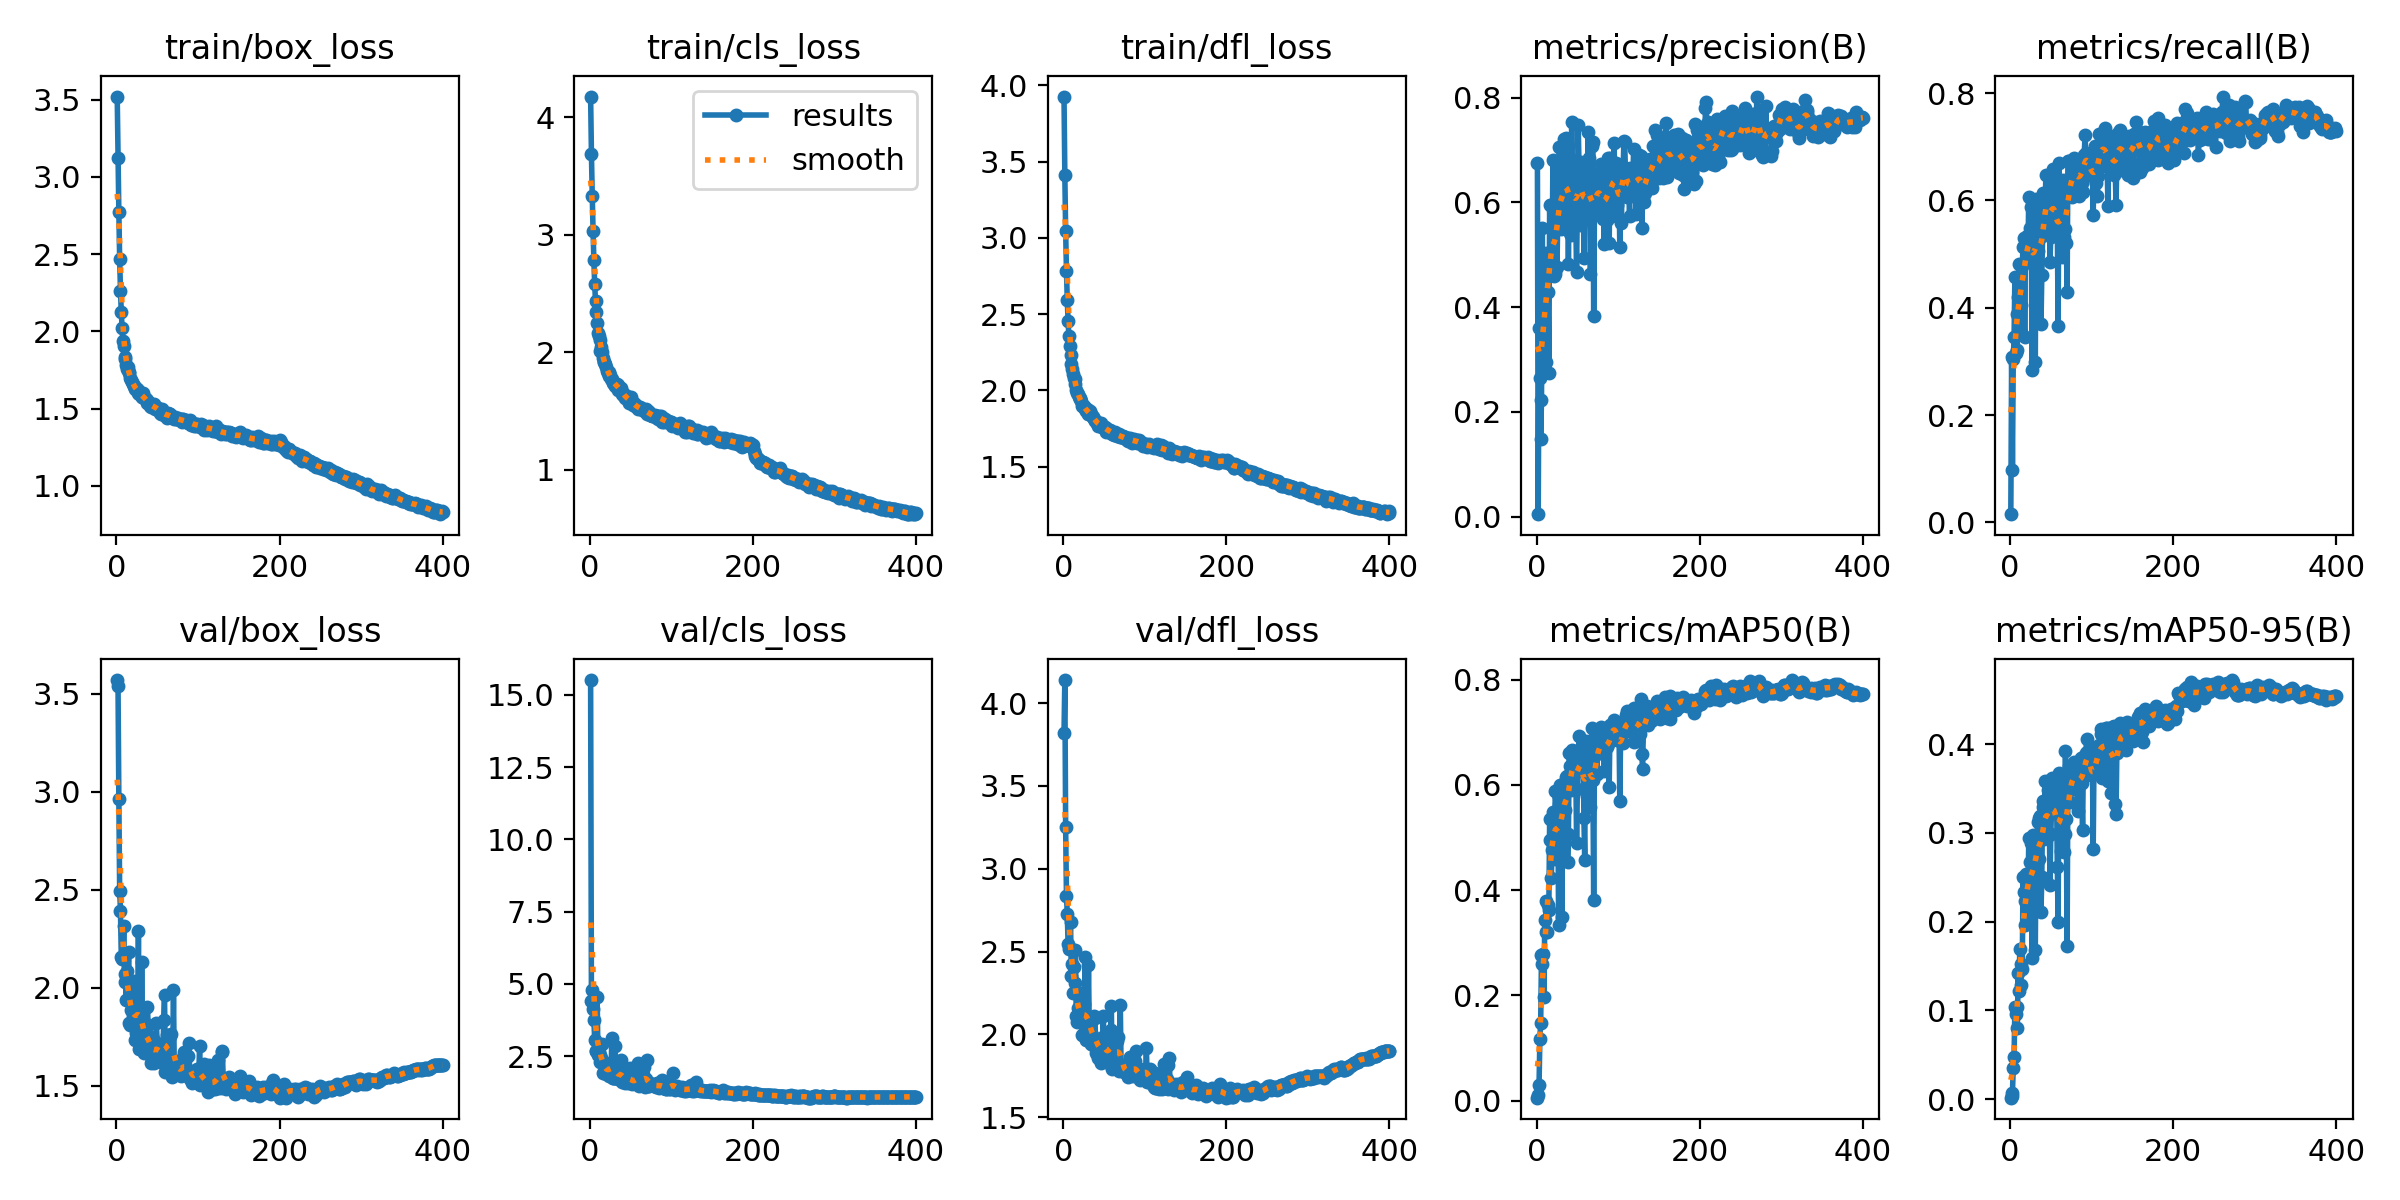 train/box_loss
3.5
3.0
2.5
2.0
1.5
1.0
0 200 400
train/cls_loss
results
smooth
4
3
2
1
0 200 400
train/dfl_loss
4.0
3.5
3.0
2.5
2.0
1.5
0 200 400
metrics/precision(B)
0.8
0.6
0.4
0.2
0.0
0 200 400
metrics/recall(B)
0.8
0.6
0.4
0.2
0.0
0 200 400
val/box_loss
3.5
3.0
2.5
2.0
1.5
0 200 400
val/cls_loss
15.0
12.5
10.0
7.5
5.0
2.5
0 200 400
val/dfl_loss
4.0
3.5
3.0
2.5
2.0
1.5
0 200 400
metrics/mAP50(B)
0.8
0.6
0.4
0.2
0.0
0 200 400
metrics/mAP50-95(B)
0.4
0.3
0.2
0.1
0.0
0 200 400